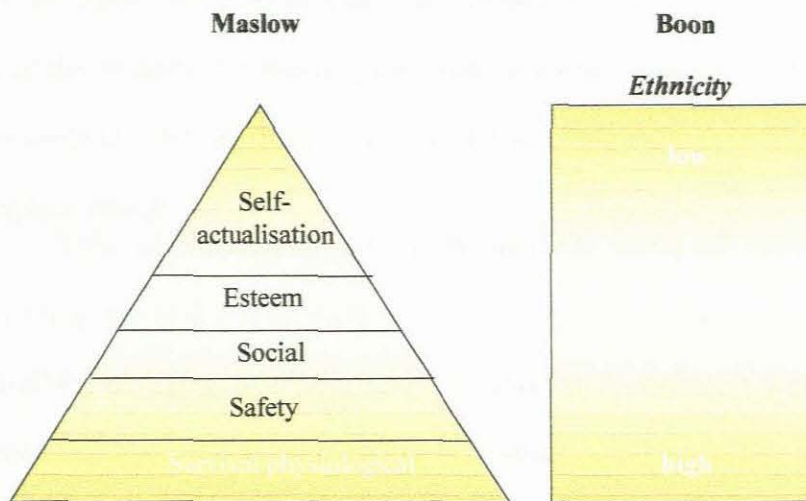 Maslow
Boon
Ethnicity
low
Self-
actualisation
Esteem
Social
Safety
Survival physiological
high